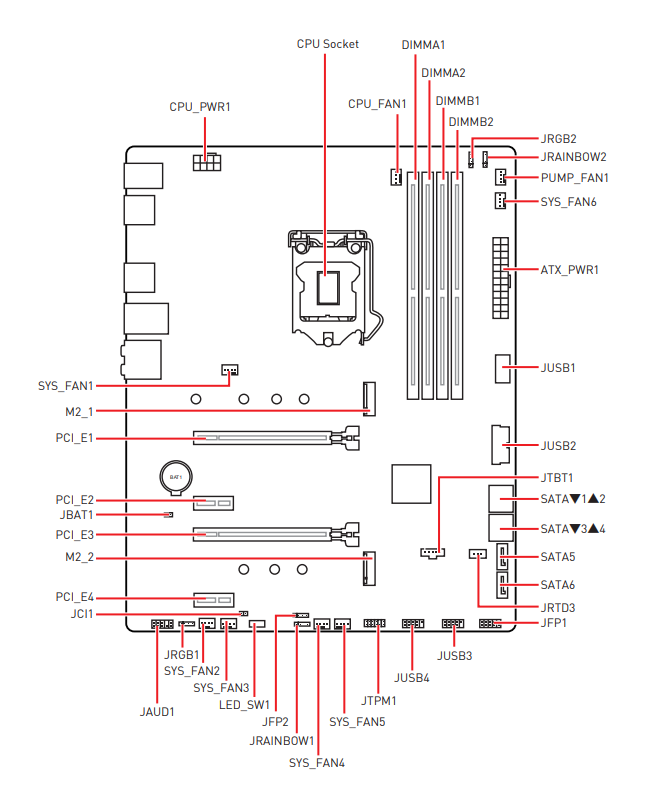 CPU Socket
DIMMA1
DIMMA2
CPU_FAN1
DIMMB1
CPU_PWR1
DIMMB2
JRGB2
JRAINBOW2
PUMP_FAN1
SYS_FAN6
ATX_PWR1
JUSB1
SYS_FAN1
M2_1
PCI_E1
JUSB2
BAT1
JTBT1
PCI_E2
SATA▼1▲2
JBAT1
PCI_E3
SATA▼3▲4
M2_2
SATA5
SATA6
PCI_E4
JCI1
JRTD3
JFP1
JRGB1
SYS_FAN2
JUSB3
JUSB4
SYS_FAN3
LED_SW1
JTPM1
JAUD1
JFP2
SYS_FAN5
JRAINBOW1
SYS_FAN4